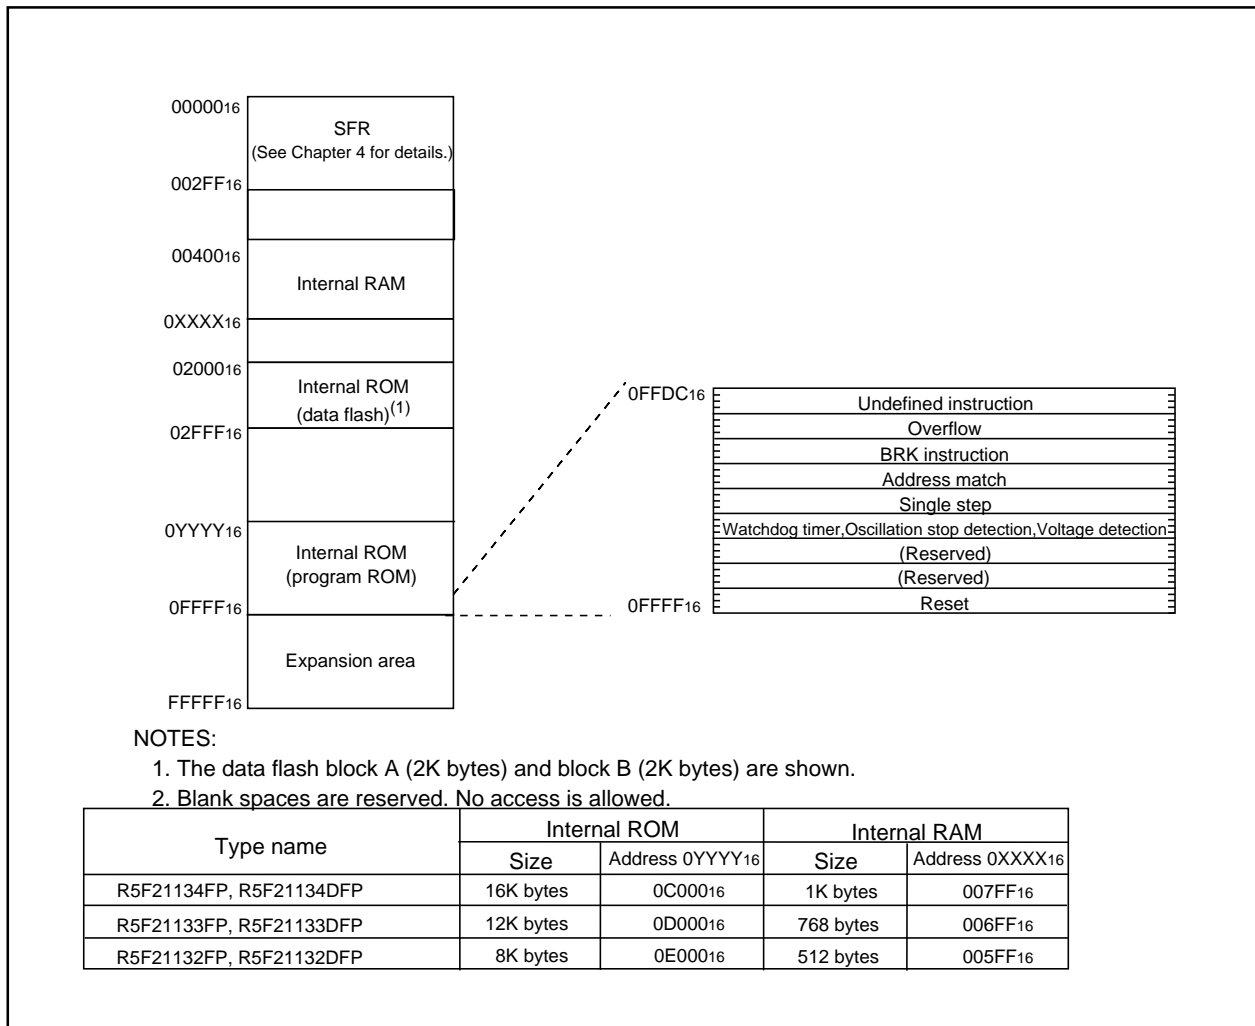 0000016
SFR
(See Chapter 4 for details.)
002FF16
0040016
Internal RAM
0XXXX16
0200016
Internal ROM
(data flash)(1)
02FFF16
0YYYY16
Internal ROM
(program ROM)
0FFFF16
Expansion area
FFFFF16
0FFDC16
Undefined instruction
Overflow
BRK instruction
Address match
Single step
Watchdog timer,Oscillation stop detection,Voltage detection
(Reserved)
(Reserved)
0FFFF16
Reset
NOTES:
1. The data flash block A (2K bytes) and block B (2K bytes) are shown.
2. Blank spaces are reserved. No access is allowed.
Type name Internal ROM Internal RAM
Size Address 0YYYY16 Size Address 0XXXX16
R5F21134FP, R5F21134DFP 16K bytes 0C00016 1K bytes 007FF16
R5F21133FP, R5F21133DFP 12K bytes 0D00016 768 bytes 006FF16
R5F21132FP, R5F21132DFP 8K bytes 0E00016 512 bytes 005FF16